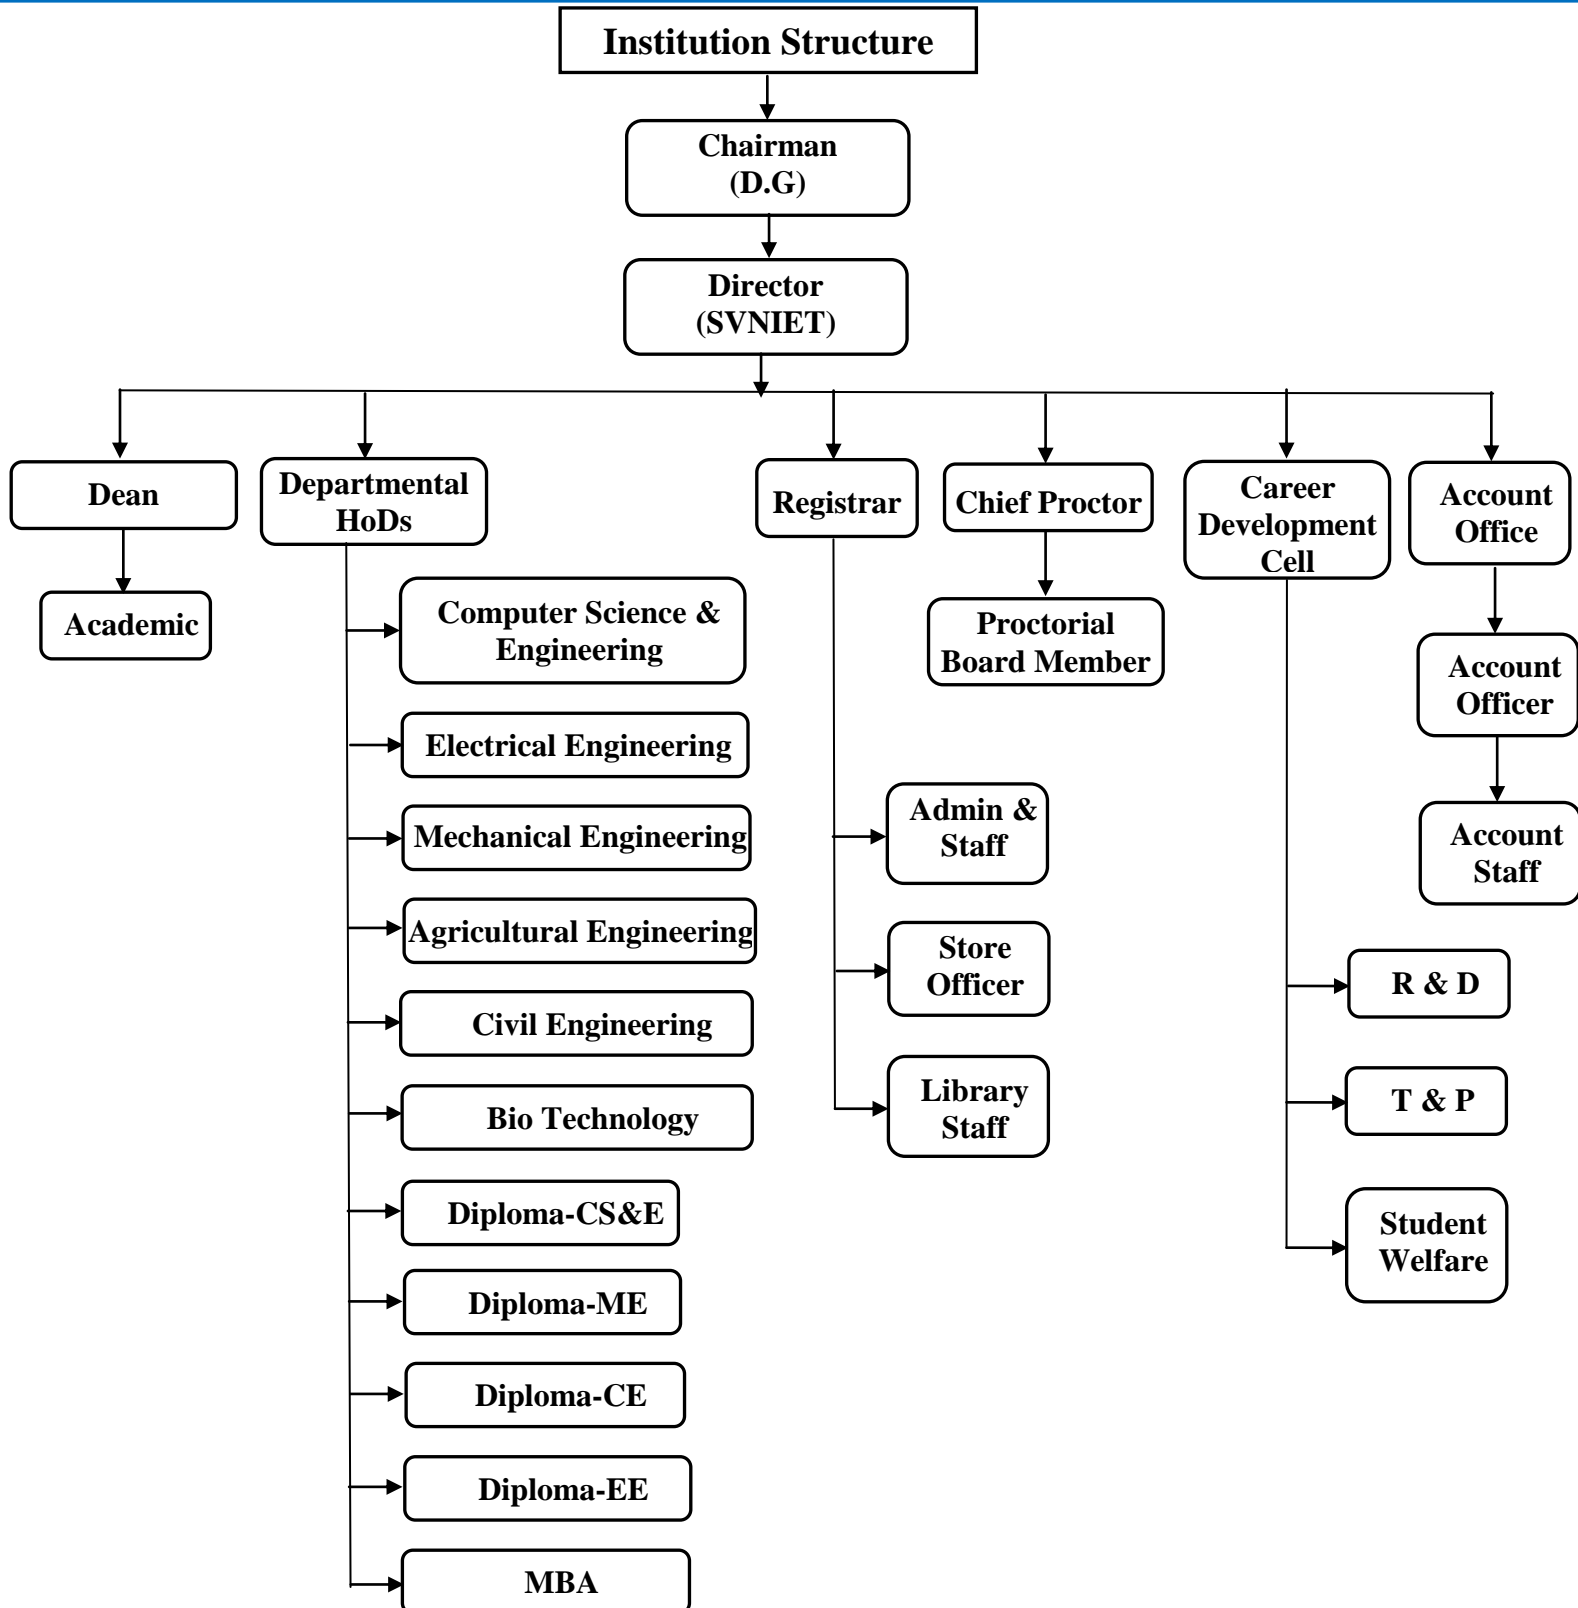 Institution Structure
Chairman
(D.G)
Director
(SVNIET)
Dean
Academic
Departmental
HoDs
Computer Science &
Engineering
Electrical Engineering
Mechanical Engineering
Agricultural Engineering
Civil Engineering
Bio Technology
Diploma-CS&E
Diploma-ME
Diploma-CE
Diploma-EE
MBA
Registrar
Admin &
Staff
Store
Officer
Library
Staff
Chief Proctor
Proctorial
Board Member
Career
Development
Cell
R & D
T & P
Student
Welfare
Account
Office
Account
Officer
Account
Staff